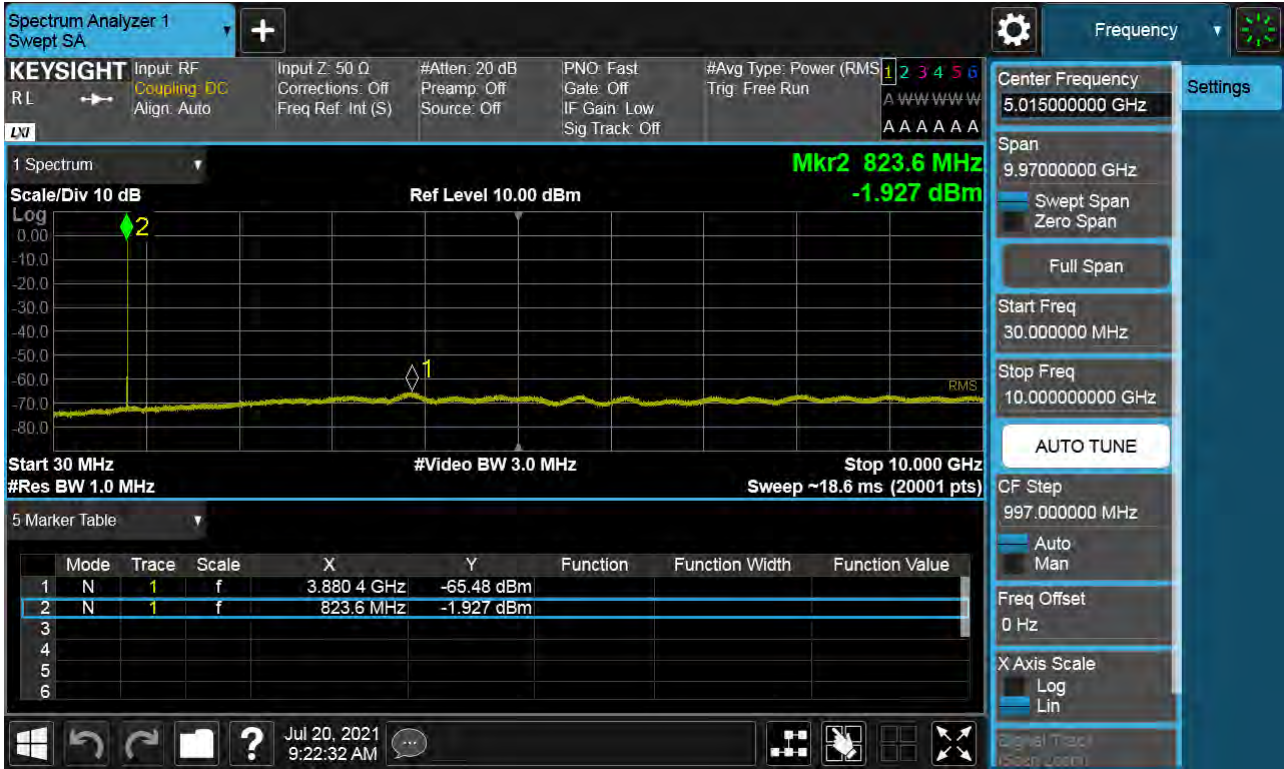 Spectrum Analyzer 1
Swept SA
+
Frequency
KEYSIGHT
R L
LXI
Input: RF
Coupling: DC
Align: Auto
Input Z: 50 Ω
Corrections: Off
Freq Ref: Int (S)
#Atten: 20 dB
Preamp: Off
Source: Off
PNO: Fast
Gate: Off
IF Gain: Low
Sig Track: Off
#Avg Type: Power (RMS
Trig: Free Run
1 2 3 4 5 6
A W W W W W
A A A A A A
1 Spectrum
Scale/Div 10 dB
Ref Level 10.00 dBm
Mkr2 823.6 MHz
-1.927 dBm
Log
0.00
-10.0
-20.0
-30.0
-40.0
-50.0
-60.0
-70.0
-80.0
2
1
RMS
Start 30 MHz
#Video BW 3.0 MHz
Stop 10.000 GHz
#Res BW 1.0 MHz
Sweep ~18.6 ms (20001 pts)
5 Marker Table
Mode Trace Scale X Y Function Function Width Function Value
1 N 1 f 3.880 4 GHz -65.48 dBm
2 N 1 f 823.6 MHz -1.927 dBm
3
4
5
6
?
Jul 20, 2021
9:22:32 AM
Center Frequency
5.015000000 GHz
Settings
Span
9.97000000 GHz
Swept Span
Zero Span
Full Span
Start Freq
30.000000 MHz
Stop Freq
10.000000000 GHz
AUTO TUNE
CF Step
997.000000 MHz
Auto
Man
Freq Offset
0 Hz
X Axis Scale
Log
Lin
Signal Track
(Span Zoom)